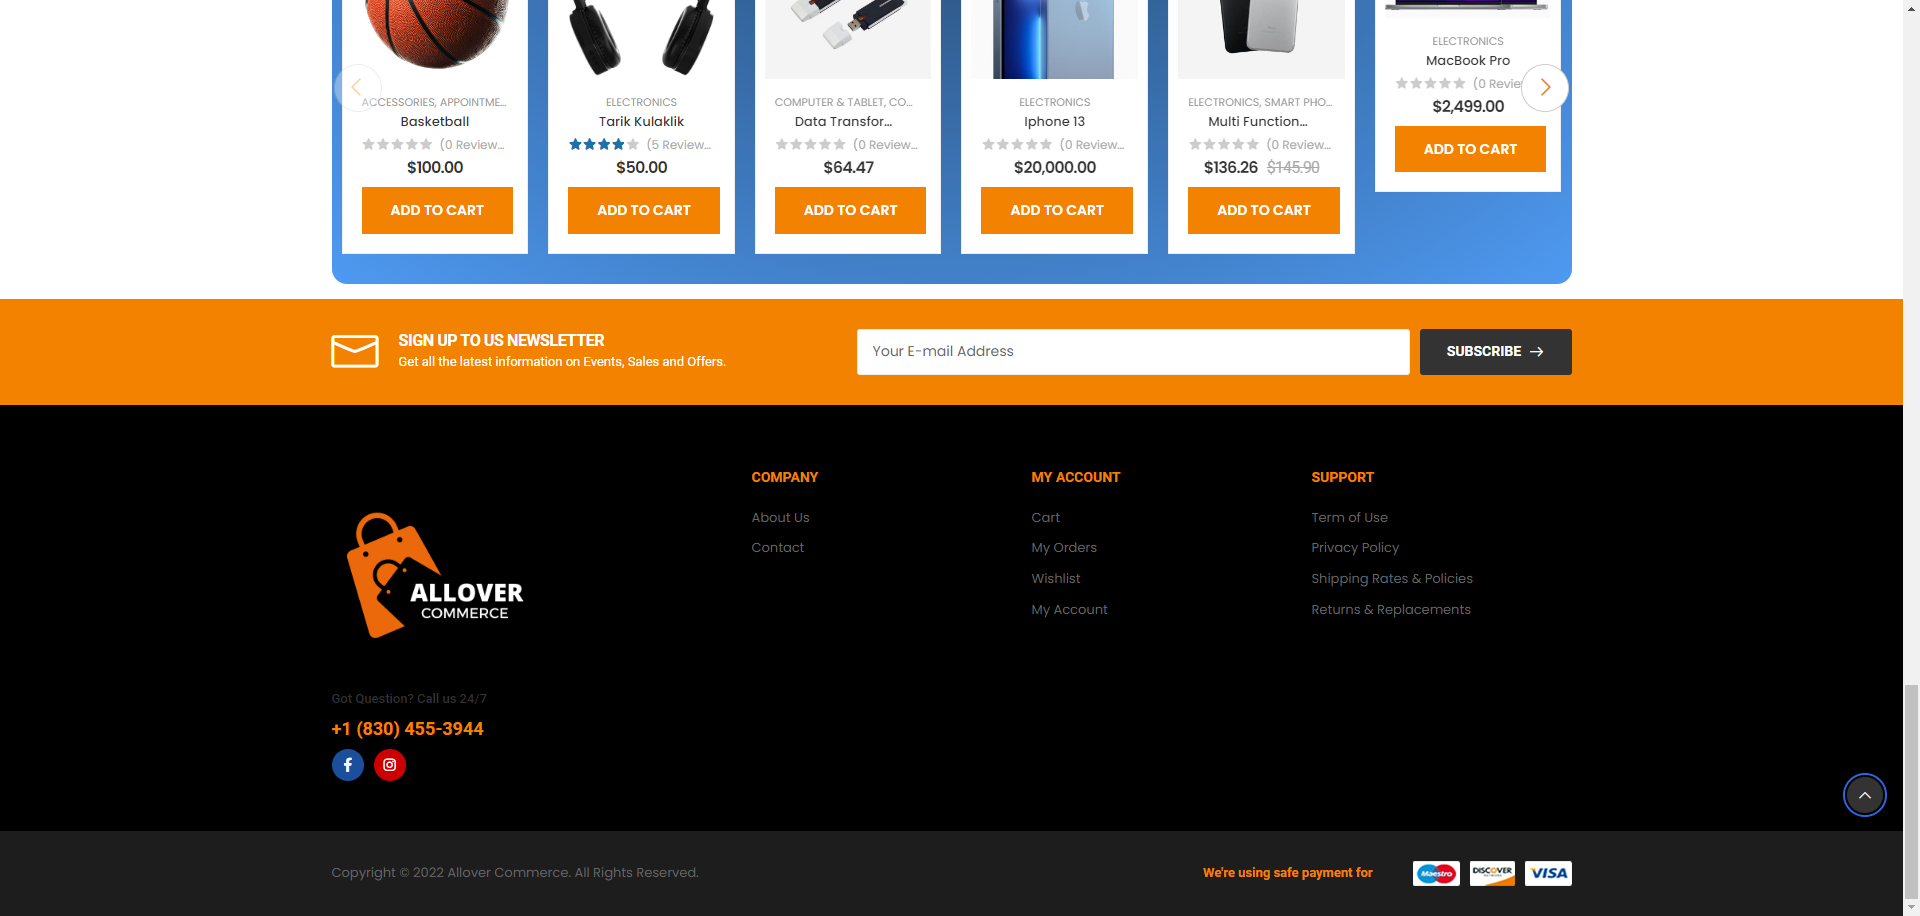 ACCESSORIES, APPOINTME...
Basketball
(0 Review...
$100.00
ADD TO CART
ELECTRONICS
Tarik Kulaklik
(5 Review...
$50.00
ADD TO CART
COMPUTER & TABLET, CO...
Data Transfor...
(0 Review...
$64.47
ADD TO CART
ELECTRONICS
Iphone 13
(0 Review...
$20,000.00
ADD TO CART
ELECTRONICS, SMART PHO...
Multi Function...
(0 Review...
$136.26 $145.90
ADD TO CART
ELECTRONICS
MacBook Pro
(0 Revie
$2,499.00
ADD TO CART
SIGN UP TO US NEWSLETTER
Get all the latest information on Events, Sales and Offers.
Your E-mail Address
SUBSCRIBE
ALLOVER
COMMERCE
Got Question? Call us 24/7
+1 (830) 455-3944
COMPANY
About Us
Contact
MY ACCOUNT
Cart
My Orders
Wishlist
My Account
SUPPORT
Term of Use
Privacy Policy
Shipping Rates & Policies
Returns & Replacements
Copyright © 2022 Allover Commerce. All Rights Reserved.
We're using safe payment for
Maestro
DISCOVER
VISA